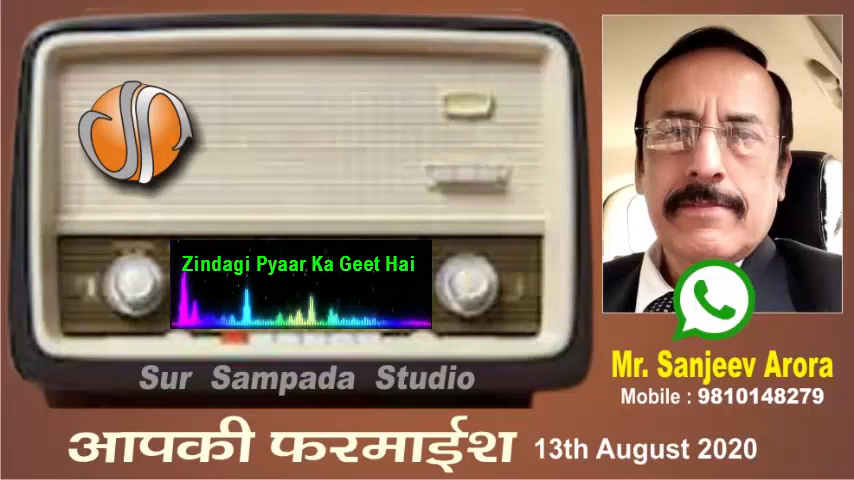 Zindagi Pyaar Ka Geet Hai
Sur Sampada Studio
Mr. Sanjeev Arora
Mobile : 9810148279
आपकी फरमाईश 13th August 2020